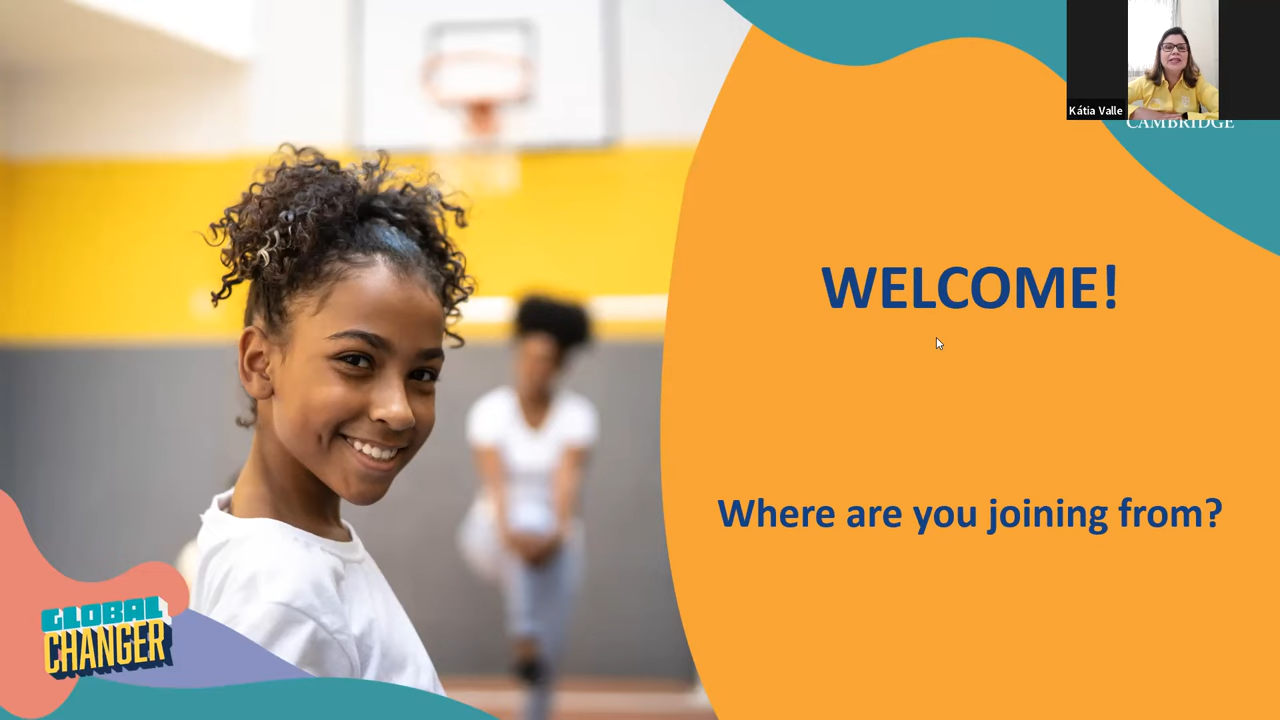 Kátia Valle
CAMBRIDGE
WELCOME!
Where are you joining from?
GLOBAL
CHANGER